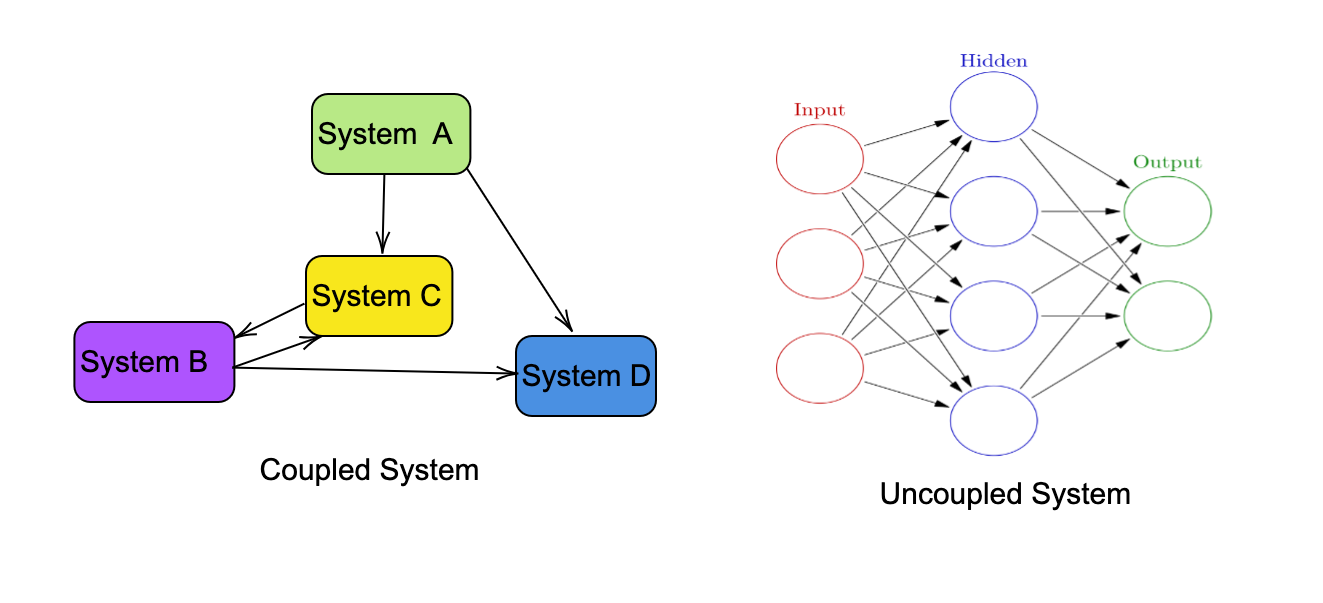 System A
System C
System B
System D
Coupled System
Hidden
Input
Output
Uncoupled System